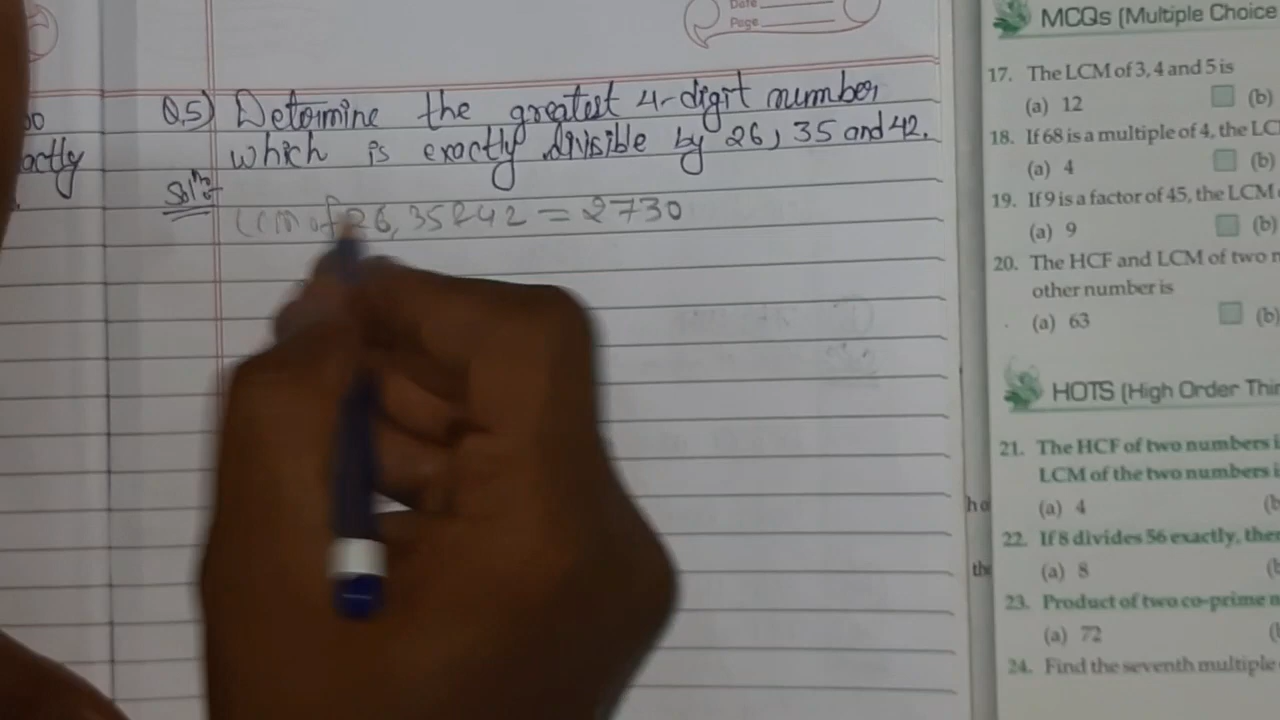 Date
Page
Q.5) Determine the greatest 4-digit number
which is exactly divisible by 26, 35 and 42.
actly
Soln
LCM of 26, 35 & 42 = 2730
MCQs (Multiple Choice
17. The LCM of 3, 4 and 5 is
(a) 12 (b)
18. If 68 is a multiple of 4, the LC
(a) 4 (b)
19. If 9 is a factor of 45, the LCM
(a) 9 (b)
20. The HCF and LCM of two n
other number is
(a) 63 (b)
HOTS (High Order Thin
21. The HCF of two numbers i
LCM of the two numbers i
(a) 4 (b
22. If 8 divides 56 exactly, then
(a) 8 (b
23. Product of two co-prime n
(a) 72 (
24. Find the seventh multiple